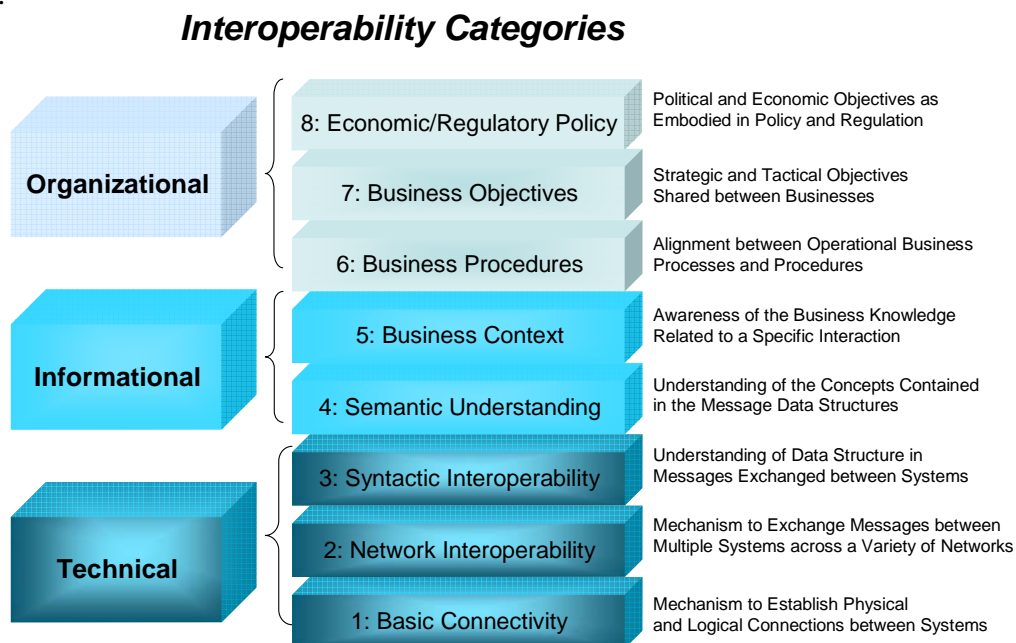 Interoperability Categories
Organizational
8: Economic/Regulatory Policy
Political and Economic Objectives as
Embodied in Policy and Regulation
7: Business Objectives
Strategic and Tactical Objectives
Shared between Businesses
6: Business Procedures
Alignment between Operational Business
Processes and Procedures
Informational
5: Business Context
Awareness of the Business Knowledge
Related to a Specific Interaction
4: Semantic Understanding
Understanding of the Concepts Contained
in the Message Data Structures
Technical
3: Syntactic Interoperability
Understanding of Data Structure in
Messages Exchanged between Systems
2: Network Interoperability
Mechanism to Exchange Messages between
Multiple Systems across a Variety of Networks
1: Basic Connectivity
Mechanism to Establish Physical
and Logical Connections between Systems